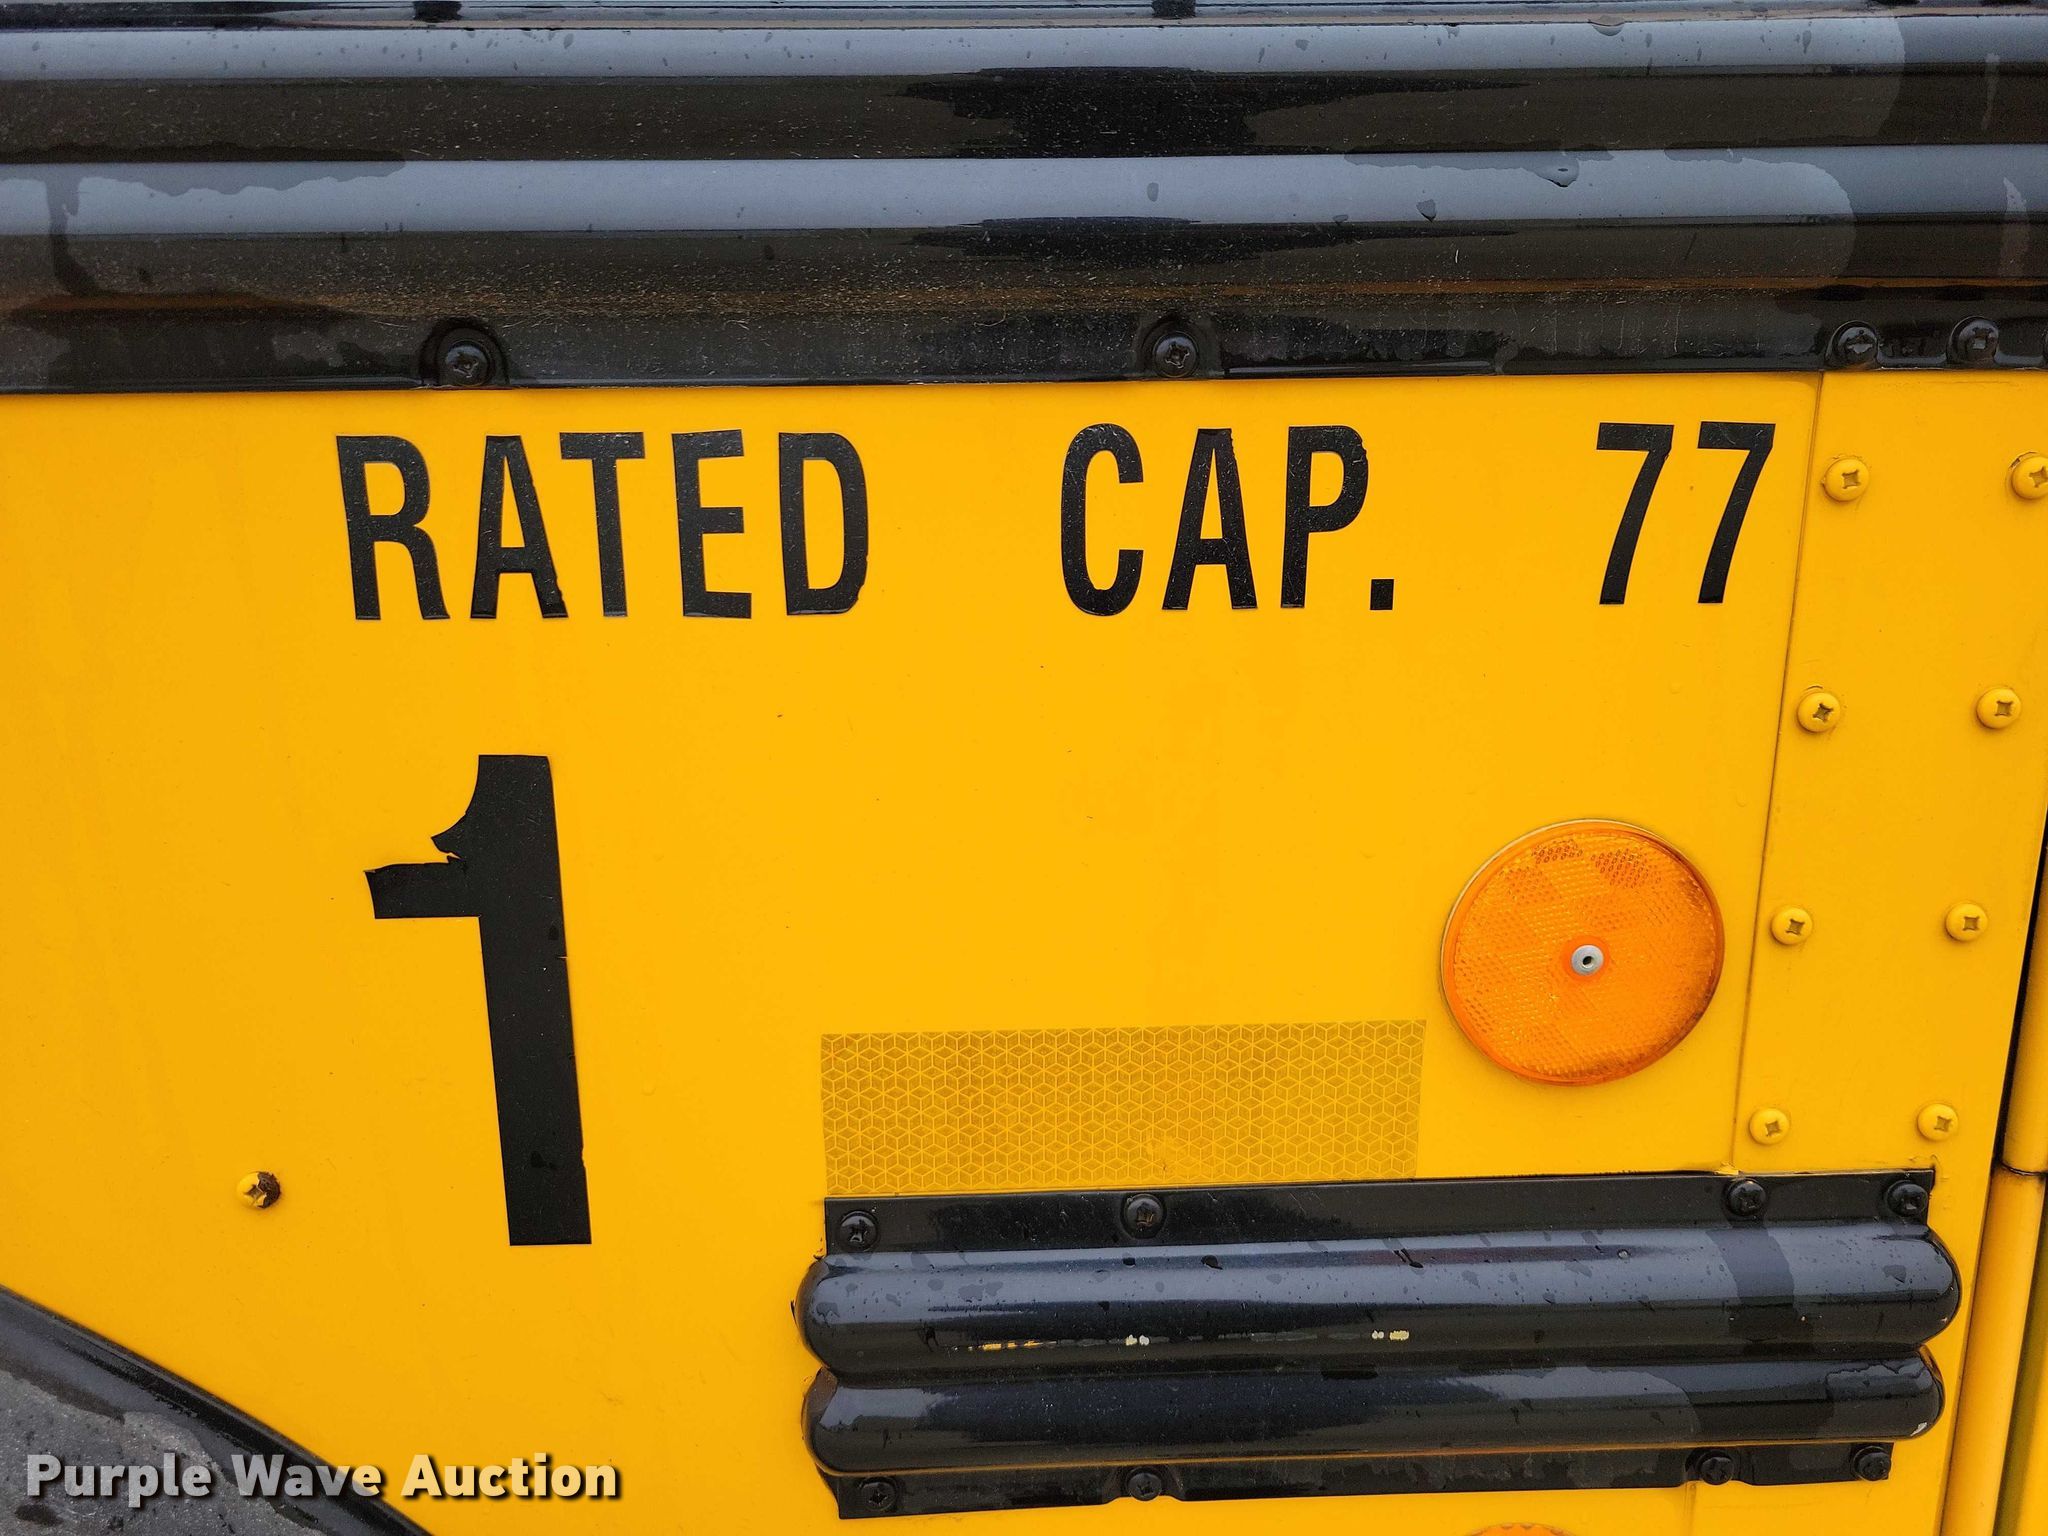 RATED CAP. 77
1
Purple Wave Auction